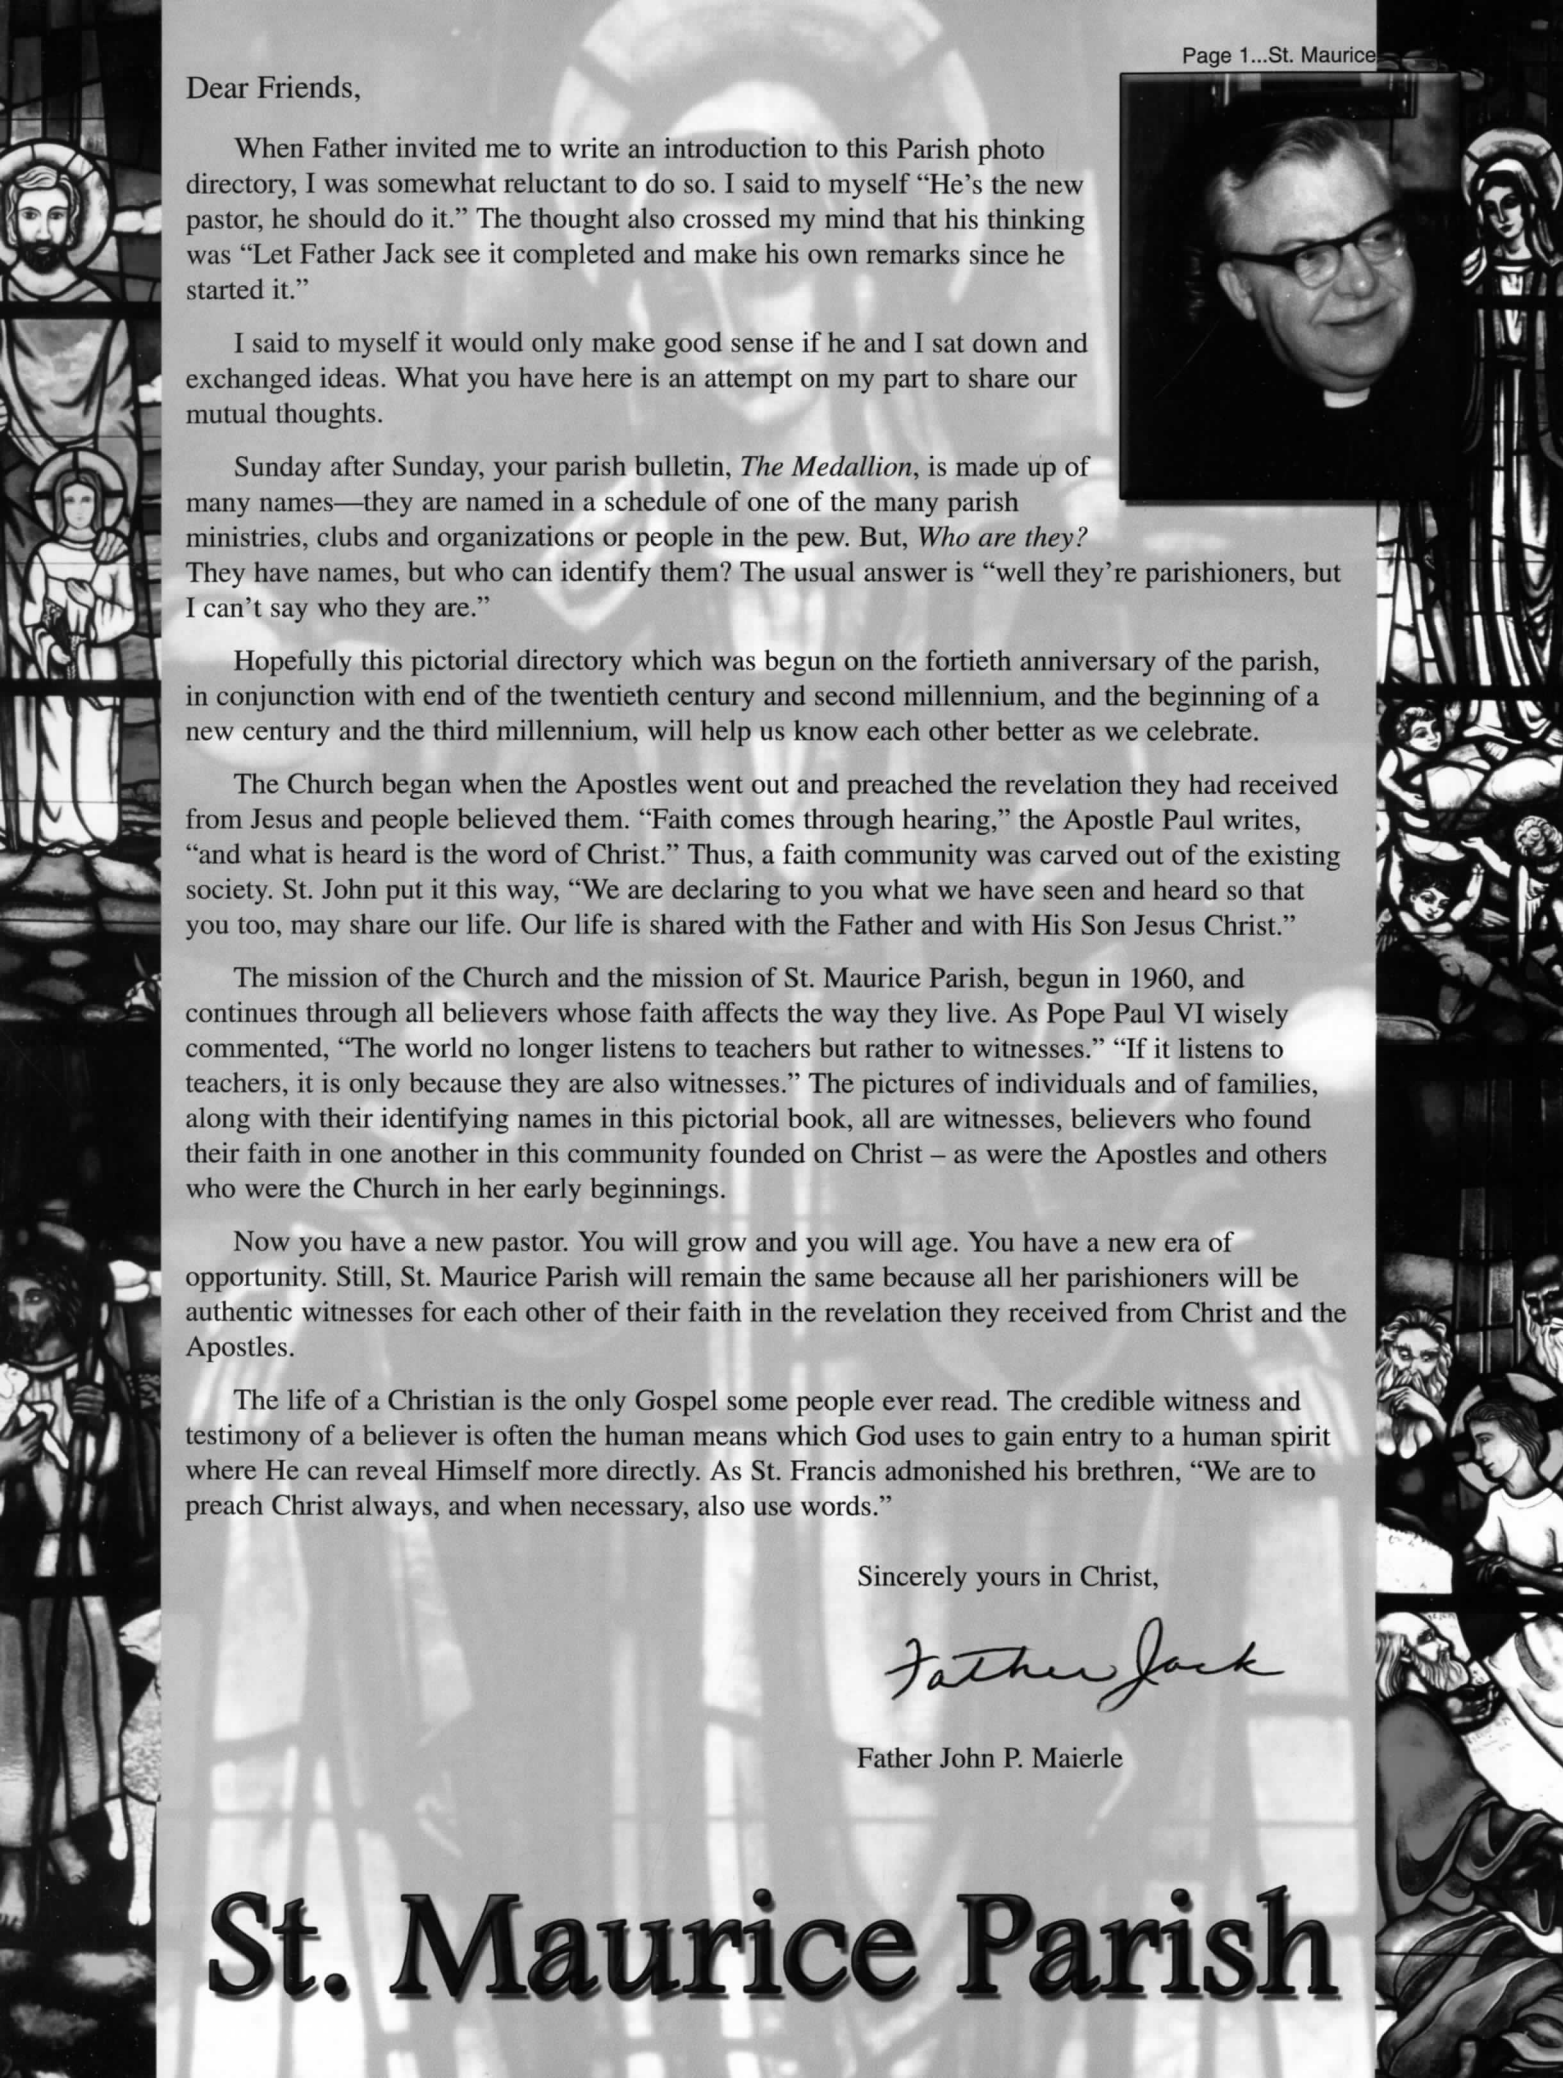 Page 1...St. Maurice
Dear Friends,
When Father invited me to write an introduction to this Parish photo
directory, I was somewhat reluctant to do so. I said to myself “He’s the new
pastor, he should do it.” The thought also crossed my mind that his thinking
was “Let Father Jack see it completed and make his own remarks since he
started it.”
I said to myself it would only make good sense if he and I sat down and
exchanged ideas. What you have here is an attempt on my part to share our
mutual thoughts.
Sunday after Sunday, your parish bulletin, The Medallion, is made up of
many names—they are named in a schedule of one of the many parish
ministries, clubs and organizations or people in the pew. But, Who are they?
They have names, but who can identify them? The usual answer is “well they’re parishioners, but
I can’t say who they are.”
Hopefully this pictorial directory which was begun on the fortieth anniversary of the parish,
in conjunction with end of the twentieth century and second millennium, and the beginning of a
new century and the third millennium, will help us know each other better as we celebrate.
The Church began when the Apostles went out and preached the revelation they had received
from Jesus and people believed them. “Faith comes through hearing,” the Apostle Paul writes,
“and what is heard is the word of Christ.” Thus, a faith community was carved out of the existing
society. St. John put it this way, “We are declaring to you what we have seen and heard so that
you too, may share our life. Our life is shared with the Father and with His Son Jesus Christ.”
The mission of the Church and the mission of St. Maurice Parish, begun in 1960, and
continues through all believers whose faith affects the way they live. As Pope Paul VI wisely
commented, “The world no longer listens to teachers but rather to witnesses.” “If it listens to
teachers, it is only because they are also witnesses.” The pictures of individuals and of families,
along with their identifying names in this pictorial book, all are witnesses, believers who found
their faith in one another in this community founded on Christ – as were the Apostles and others
who were the Church in her early beginnings.
Now you have a new pastor. You will grow and you will age. You have a new era of
opportunity. Still, St. Maurice Parish will remain the same because all her parishioners will be
authentic witnesses for each other of their faith in the revelation they received from Christ and the
Apostles.
The life of a Christian is the only Gospel some people ever read. The credible witness and
testimony of a believer is often the human means which God uses to gain entry to a human spirit
where He can reveal Himself more directly. As St. Francis admonished his brethren, “We are to
preach Christ always, and when necessary, also use words.”
Sincerely yours in Christ,
Father Jack
Father John P. Maierle
St. Maurice Parish